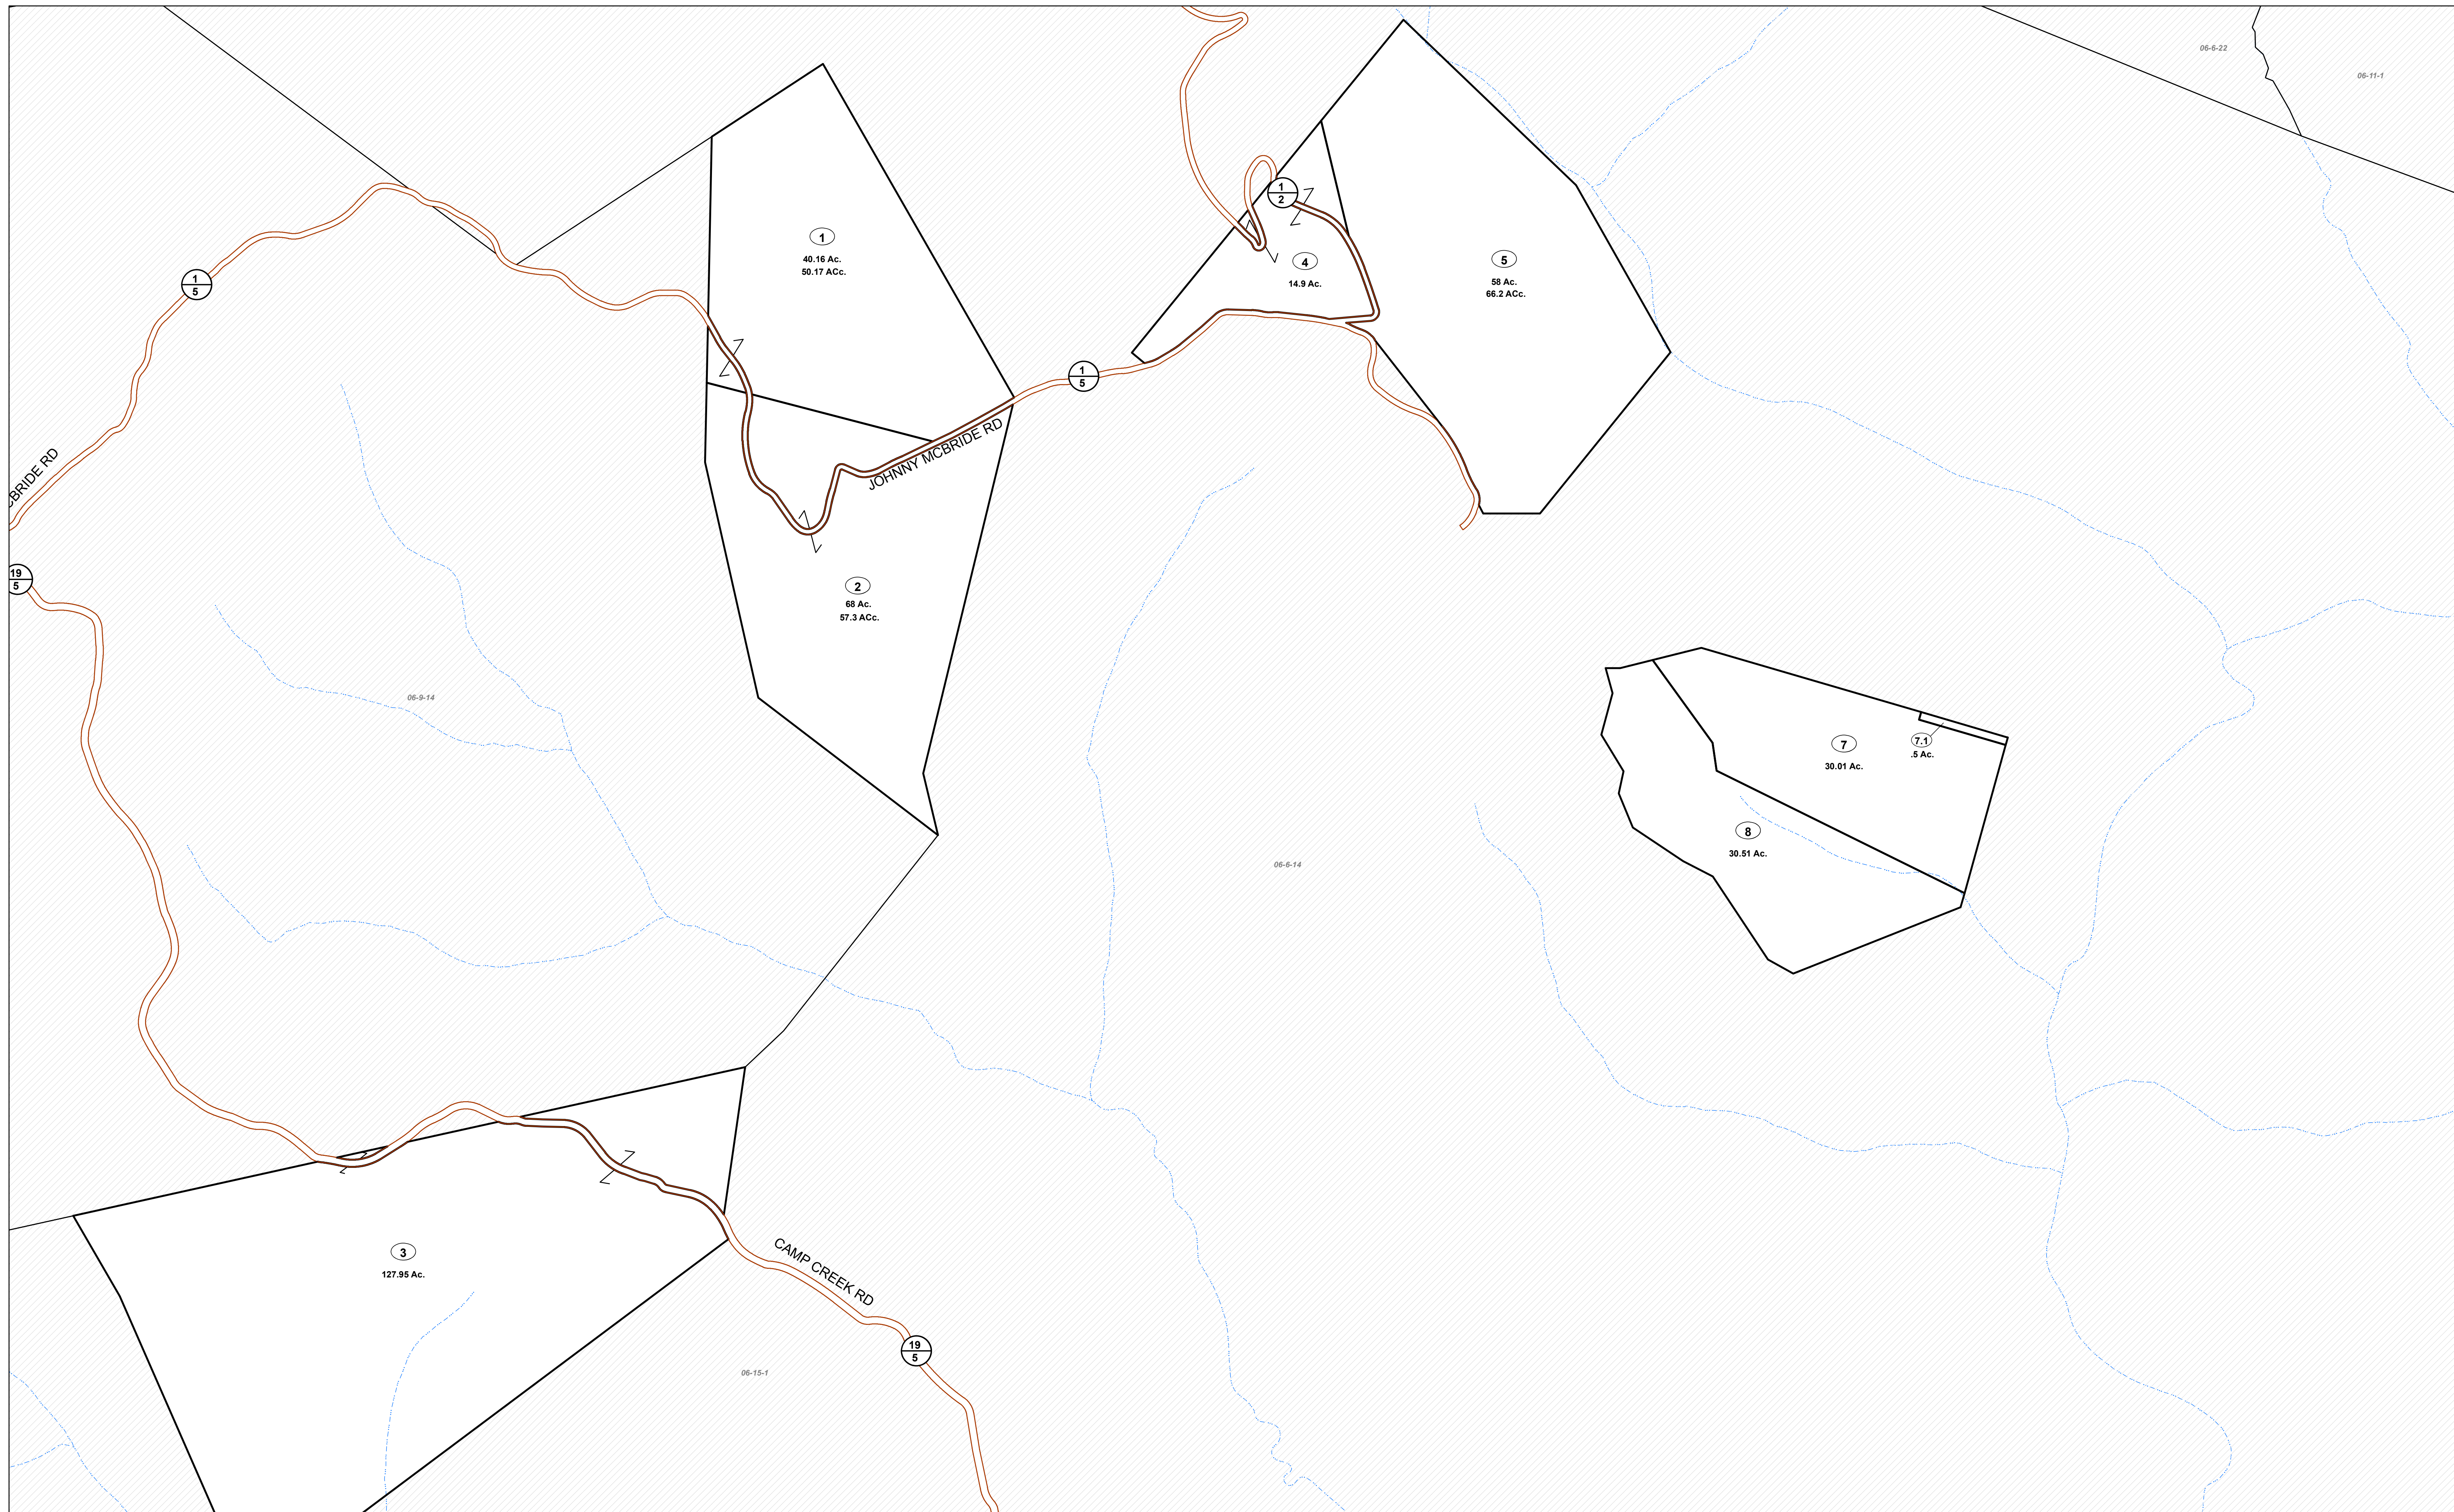 06-6-22
06-11-1
1
2
1
40.16 Ac.
50.17 ACc.
4
14.9 Ac.
5
58 Ac.
66.2 ACc.
1
5
1
5
JOHNNY MCBRIDE RD
BRIDE RD
19
5
2
68 Ac.
57.3 ACc.
06-9-14
7
30.01 Ac.
7.1
.5 Ac.
8
30.51 Ac.
06-6-14
3
127.95 Ac.
CAMP CREEK RD
19
5
06-15-1